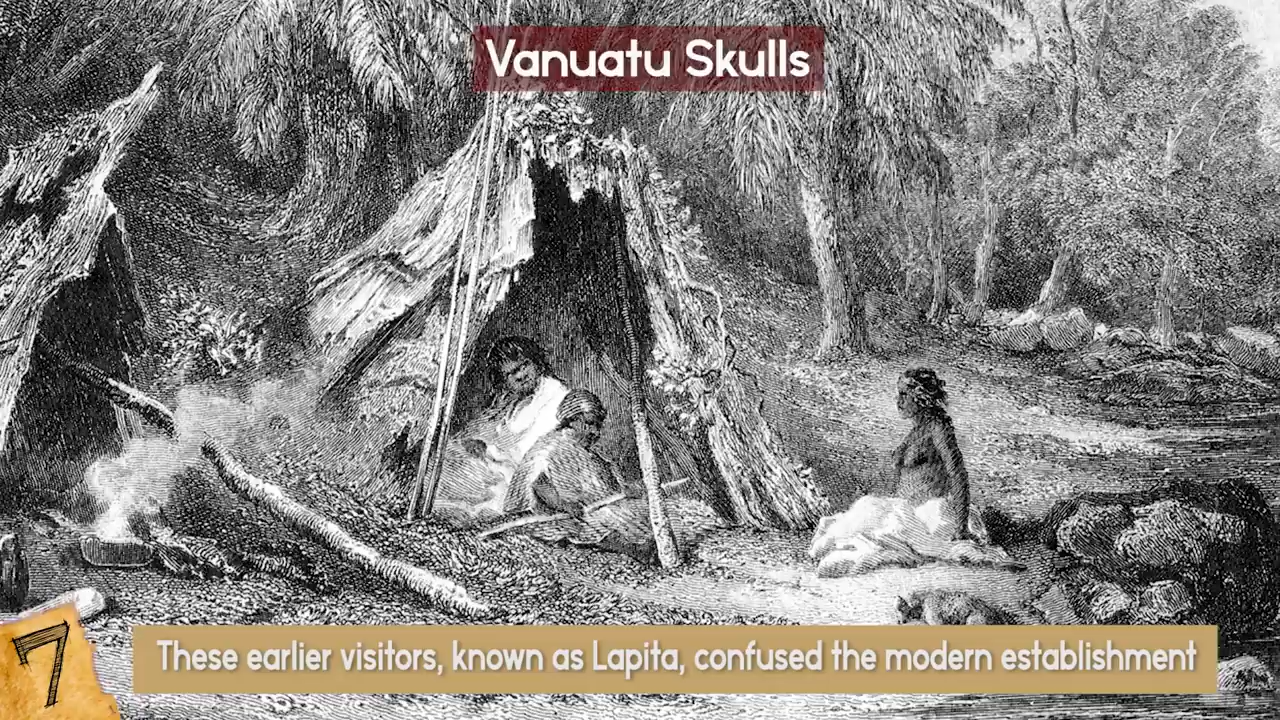 Vanuatu Skulls
7
These earlier visitors, known as Lapita, confused the modern establishment